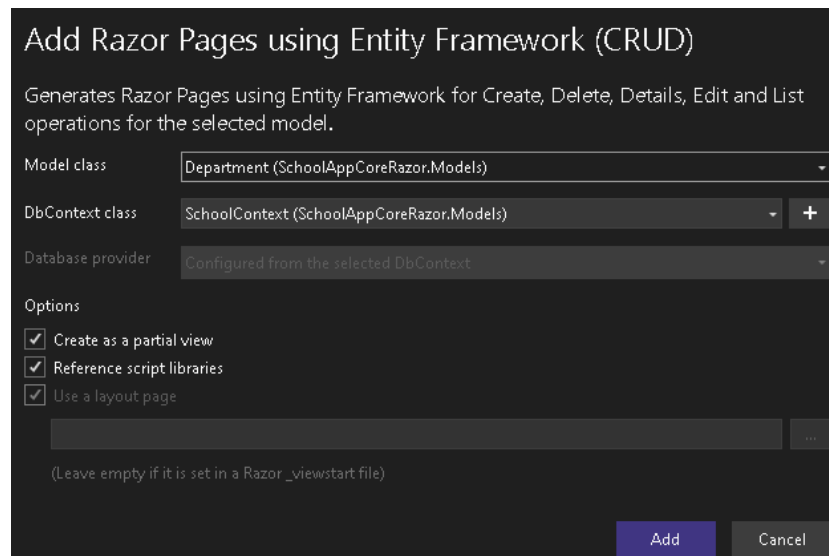 Add Razor Pages using Entity Framework (CRUD)
Generates Razor Pages using Entity Framework for Create, Delete, Details, Edit and List
operations for the selected model.
Model class Department (SchoolAppCoreRazor.Models)
DbContext class SchoolContext (SchoolAppCoreRazor.Models) +
Database provider Configured from the selected DbContext
Options
Create as a partial view
Reference script libraries
Use a layout page
...
(Leave empty if it is set in a Razor _viewstart file)
Add Cancel